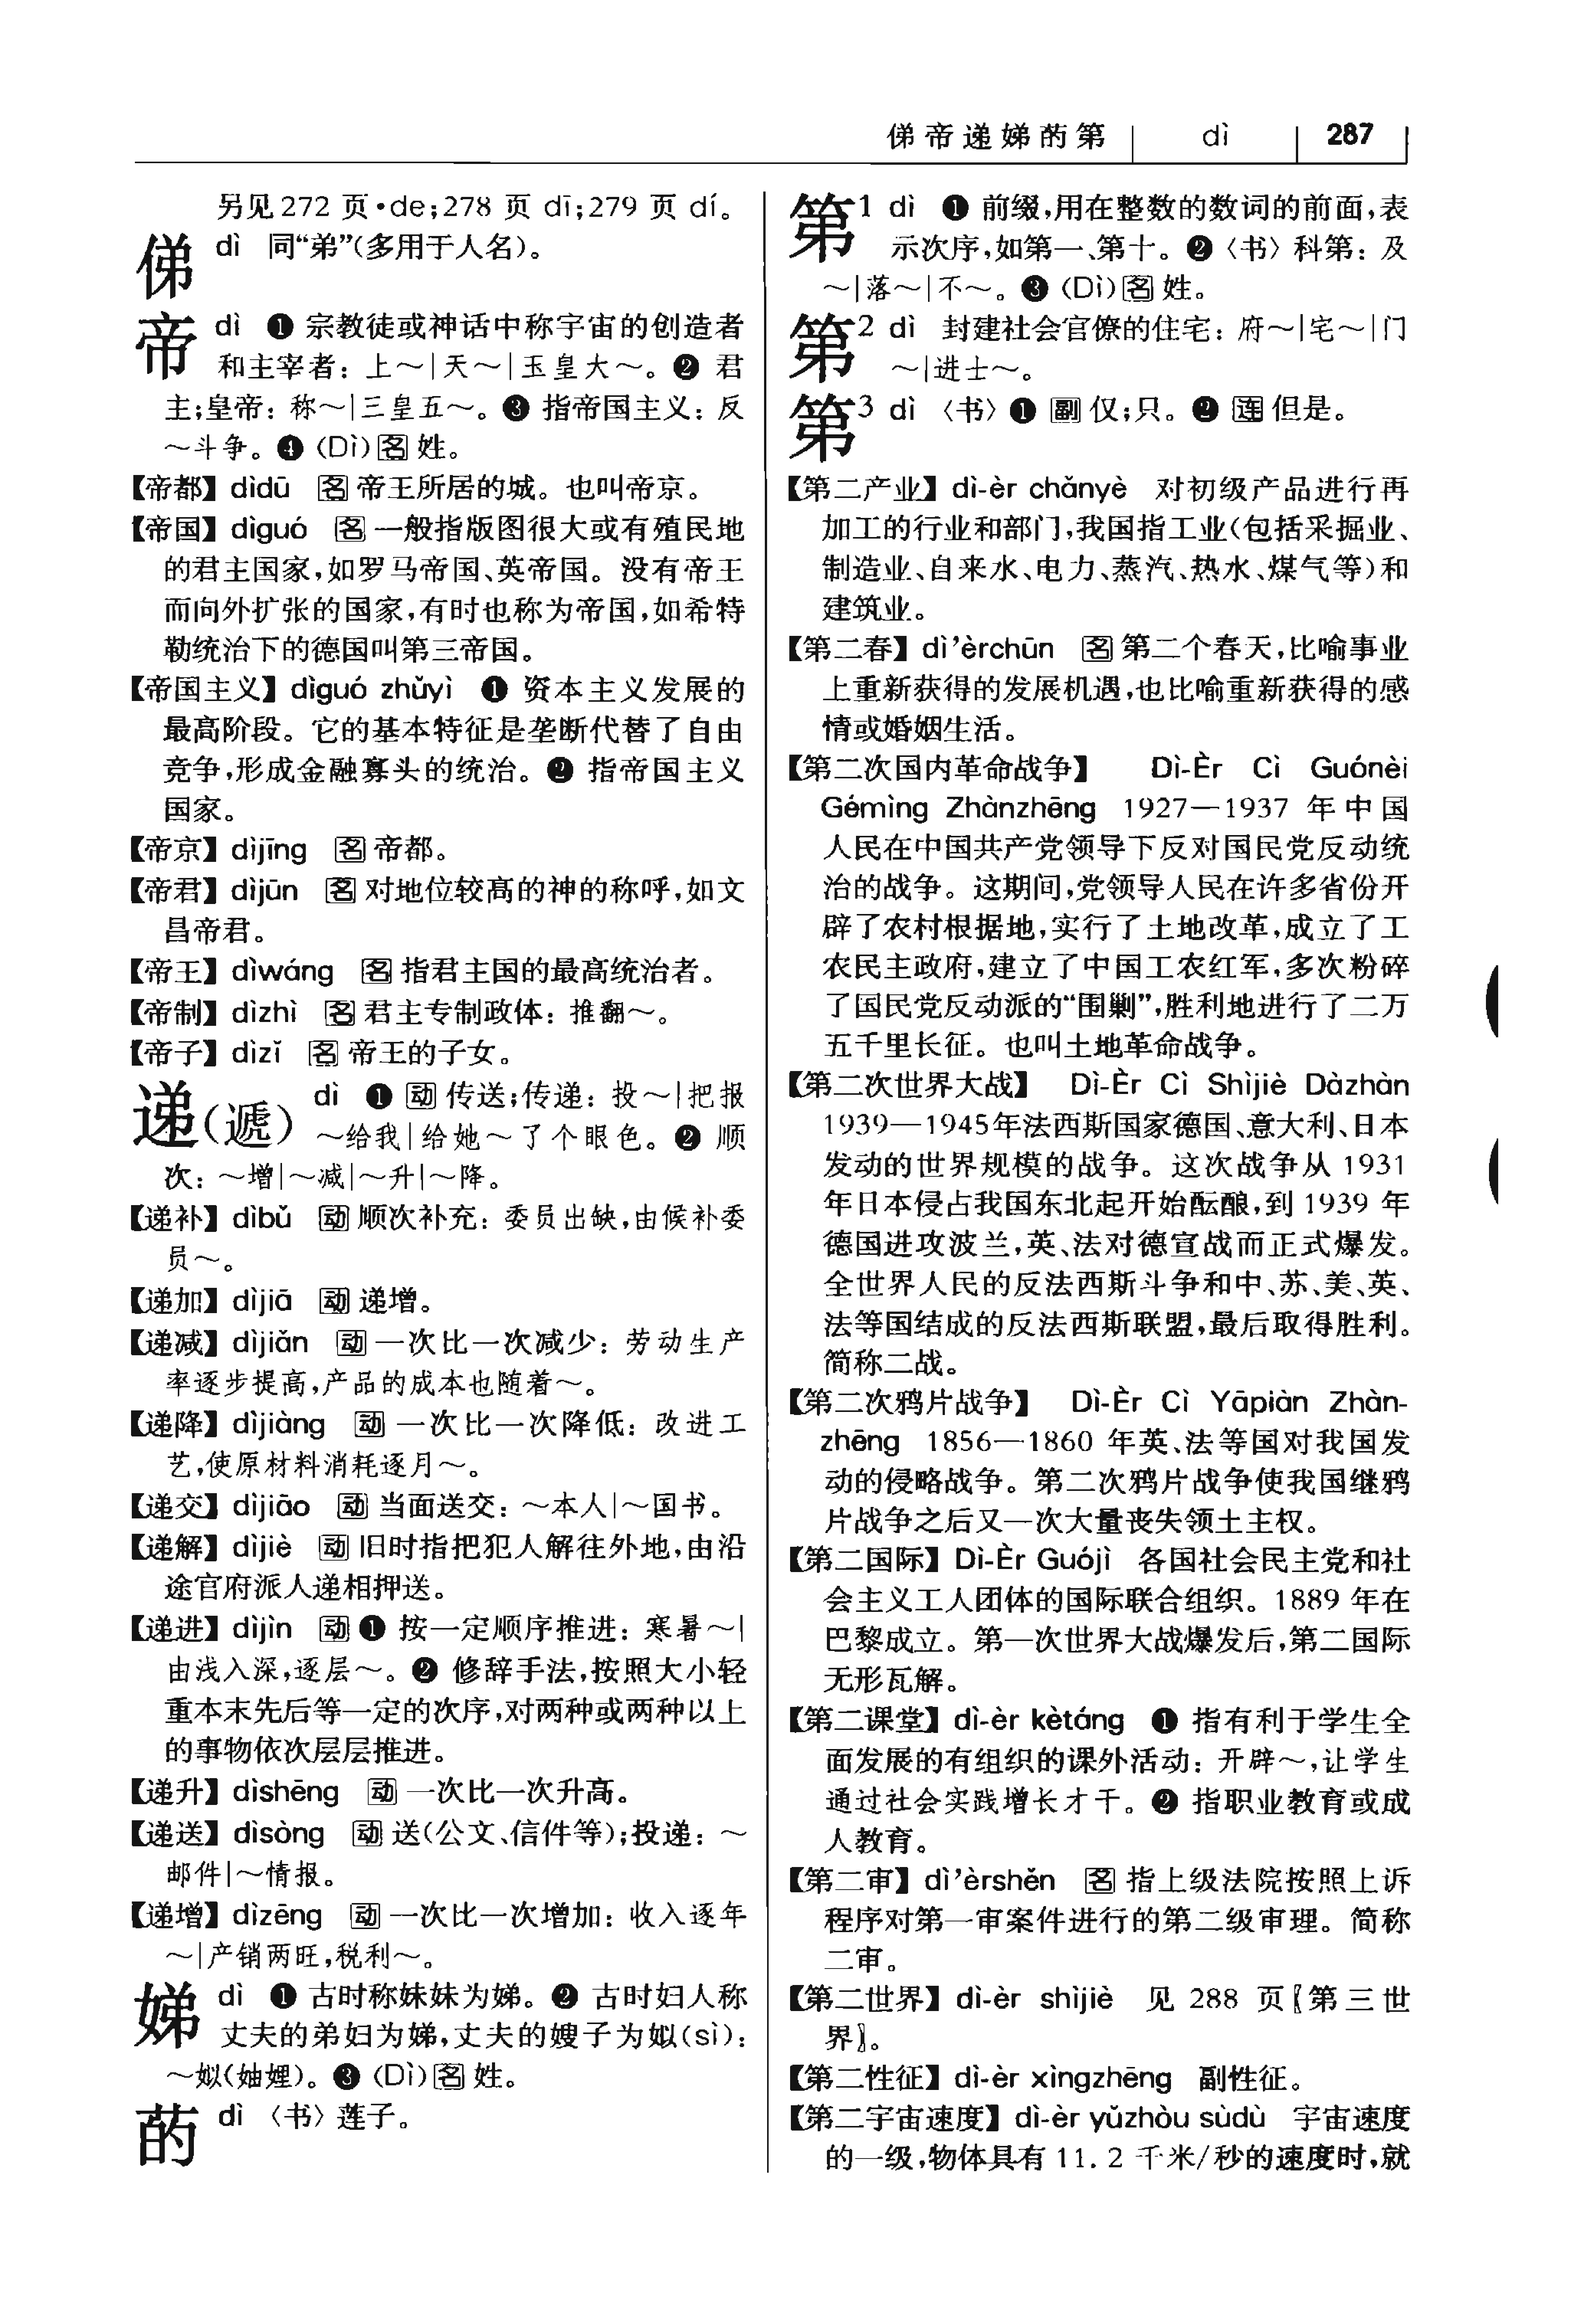 俤帝递娣菂第 dì 287
另见272 页·de;278 页 dī;279 页 dí。
俤 dì 同“弟”(多用于人名)。
帝 dì ❶ 宗教徒或神话中称宇宙的创造者
和主宰者：上～|天～|玉皇大～。❷ 君
主;皇帝：称～|三皇五～。❸ 指帝国主义：反
～斗争。❹ (Dì)名 姓。
【帝都】dìdū 名 帝王所居的城。也叫帝京。
【帝国】dìguó 名 一般指版图很大或有殖民地
的君主国家,如罗马帝国、英帝国。没有帝王
而向外扩张的国家,有时也称为帝国,如希特
勒统治下的德国叫第三帝国。
【帝国主义】dìguó zhǔyì ❶ 资本主义发展的
最高阶段。它的基本特征是垄断代替了自由
竞争,形成金融寡头的统治。❷ 指帝国主义
国家。
【帝京】dìjīng 名 帝都。
【帝君】dìjūn 名 对地位较高的神的称呼,如文
昌帝君。
【帝王】dìwáng 名 指君主国的最高统治者。
【帝制】dìzhì 名 君主专制政体：推翻～。
【帝子】dìzǐ 名 帝王的子女。
递(遞) dì ❶ 动 传送;传递：投～|把报
～给我|给她～了个眼色。❷ 顺
次：～增|～减|～升|～降。
【递补】dìbǔ 动 顺次补充：委员出缺,由候补委
员～。
【递加】dìjiā 动 递增。
【递减】dìjiǎn 动 一次比一次减少：劳动生产
率逐步提高,产品的成本也随着～。
【递降】dìjiàng 动 一次比一次降低：改进工
艺,使原材料消耗逐月～。
【递交】dìjiāo 动 当面送交：～本人|～国书。
【递解】dìjiè 动 旧时指把犯人解往外地,由沿
途官府派人递相押送。
【递进】dìjìn 动 ❶ 按一定顺序推进：寒暑～|
由浅入深,逐层～。❷ 修辞手法,按照大小轻
重本末先后等一定的次序,对两种或两种以上
的事物依次层层推进。
【递升】dìshēng 动 一次比一次升高。
【递送】dìsòng 动 送(公文、信件等);投递：～
邮件|～情报。
【递增】dìzēng 动 一次比一次增加：收入逐年
～|产销两旺,税利～。
娣 dì ❶ 古时称妹妹为娣。❷ 古时妇人称
丈夫的弟妇为娣,丈夫的嫂子为姒(sì)：
～姒(妯娌)。❸ (Dì)名 姓。
菂 dì 〈书〉莲子。
第1 dì ❶ 前缀,用在整数的数词的前面,表
示次序,如第一、第十。❷〈书〉科第：及
～|落～|不～。❸ (Dì)名 姓。
第2 dì 封建社会官僚的住宅：府～|宅～|门
～|进士～。
第3 dì 〈书〉❶ 副 仅;只。❷ 连 但是。
【第二产业】dì-èr chǎnyè 对初级产品进行再
加工的行业和部门,我国指工业(包括采掘业、
制造业、自来水、电力、蒸汽、热水、煤气等)和
建筑业。
【第二春】dì’èrchūn 名 第二个春天,比喻事业
上重新获得的发展机遇,也比喻重新获得的感
情或婚姻生活。
【第二次国内革命战争】 Dì-Èr Cì Guónèi
Gémìng Zhànzhēng 1927—1937 年中国
人民在中国共产党领导下反对国民党反动统
治的战争。这期间,党领导人民在许多省份开
辟了农村根据地,实行了土地改革,成立了工
农民主政府,建立了中国工农红军,多次粉碎
了国民党反动派的“围剿”,胜利地进行了二万
五千里长征。也叫土地革命战争。
【第二次世界大战】 Dì-Èr Cì Shìjiè Dàzhàn
1939—1945年法西斯国家德国、意大利、日本
发动的世界规模的战争。这次战争从 1931
年日本侵占我国东北起开始酝酿,到 1939 年
德国进攻波兰,英、法对德宣战而正式爆发。
全世界人民的反法西斯斗争和中、苏、美、英、
法等国结成的反法西斯联盟,最后取得胜利。
简称二战。
【第二次鸦片战争】 Dì-Èr Cì Yāpiàn Zhàn-
zhēng 1856—1860 年英、法等国对我国发
动的侵略战争。第二次鸦片战争使我国继鸦
片战争之后又一次大量丧失领土主权。
【第二国际】Dì-Èr Guójì 各国社会民主党和社
会主义工人团体的国际联合组织。1889 年在
巴黎成立。第一次世界大战爆发后,第二国际
无形瓦解。
【第二课堂】dì-èr kètáng ❶ 指有利于学生全
面发展的有组织的课外活动：开辟～,让学生
通过社会实践增长才干。❷ 指职业教育或成
人教育。
【第二审】dì’èrshěn 名 指上级法院按照上诉
程序对第一审案件进行的第二级审理。简称
二审。
【第二世界】dì-èr shìjiè 见 288 页〖第三世
界〗。
【第二性征】dì-èr xìngzhēng 副性征。
【第二宇宙速度】dì-èr yǔzhòu sùdù 宇宙速度
的一级,物体具有 11.2 千米/秒的速度时,就